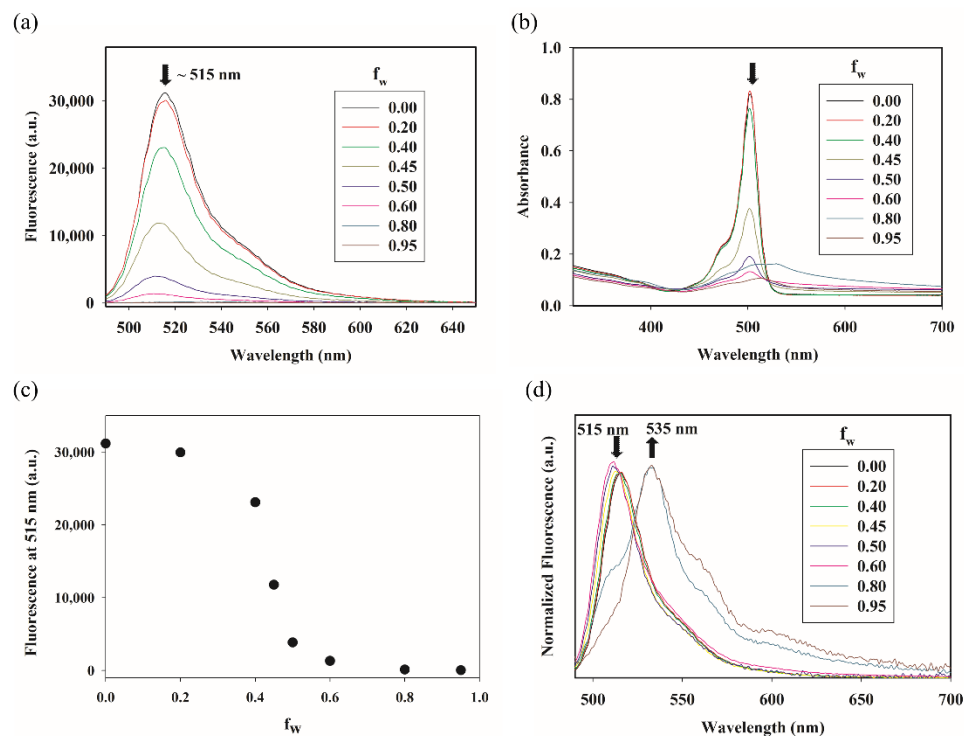 (a)
~ 515 nm
f_w
0.00
0.20
0.40
0.45
0.50
0.60
0.80
0.95
Fluorescence (a.u.)
30,000
20,000
10,000
0
500 520 540 560 580 600 620 640
Wavelength (nm)
(b)
f_w
0.00
0.20
0.40
0.45
0.50
0.60
0.80
0.95
Absorbance
1.0
0.8
0.6
0.4
0.2
0.0
400 500 600 700
Wavelength (nm)
(c)
Fluorescence at 515 nm (a.u.)
30,000
20,000
10,000
0
0.0 0.2 0.4 0.6 0.8 1.0
f_w
(d)
515 nm 535 nm
f_w
0.00
0.20
0.40
0.45
0.50
0.60
0.80
0.95
Normalized Fluorescence (a.u.)
500 550 600 650 700
Wavelength (nm)